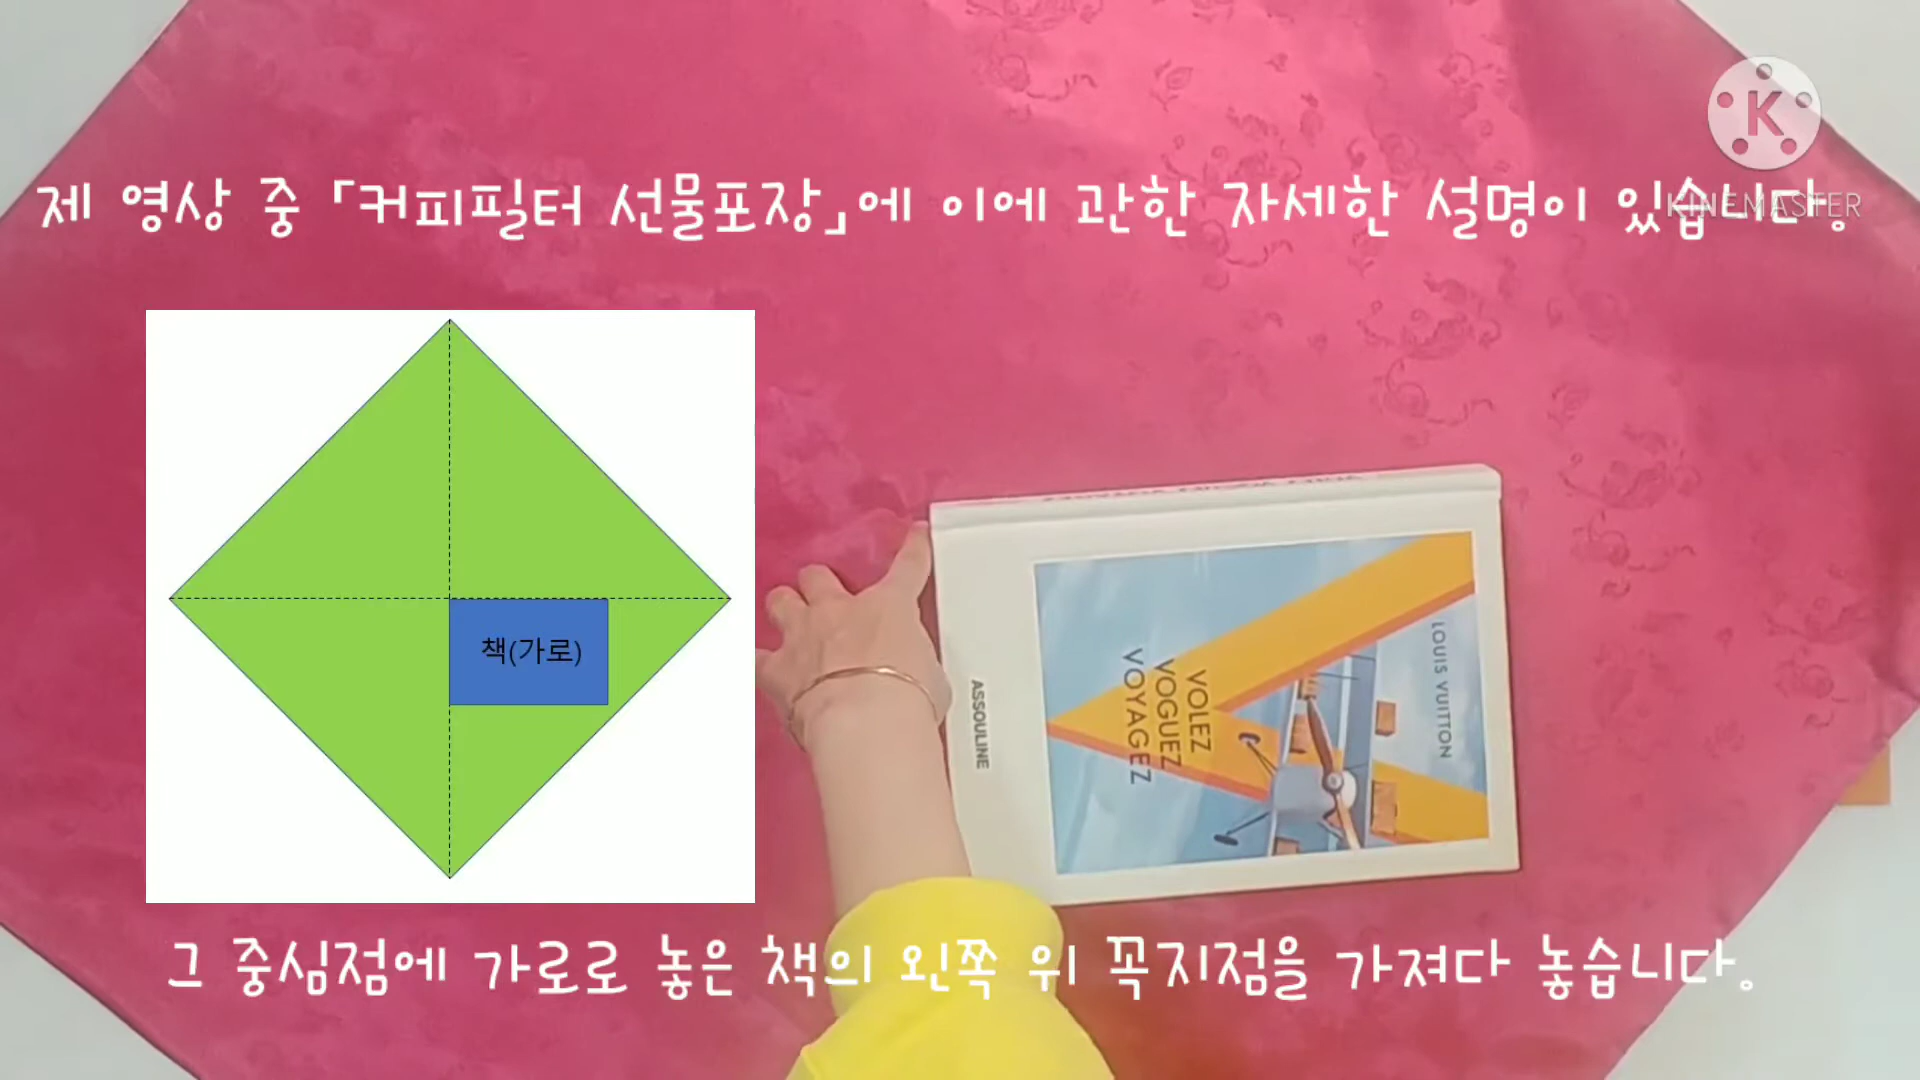 K
KINEMASTER
제 영상 중 「커피필터 선물포장」에 이에 관한 자세한 설명이 있습니다.
책(가로)
LOUIS VUITTON
VOLEZ
VOGUEZ
VOYAGEZ
ASSOULINE
그 중심점에 가로로 놓은 책의 왼쪽 위 꼭지점을 가져다 놓습니다.